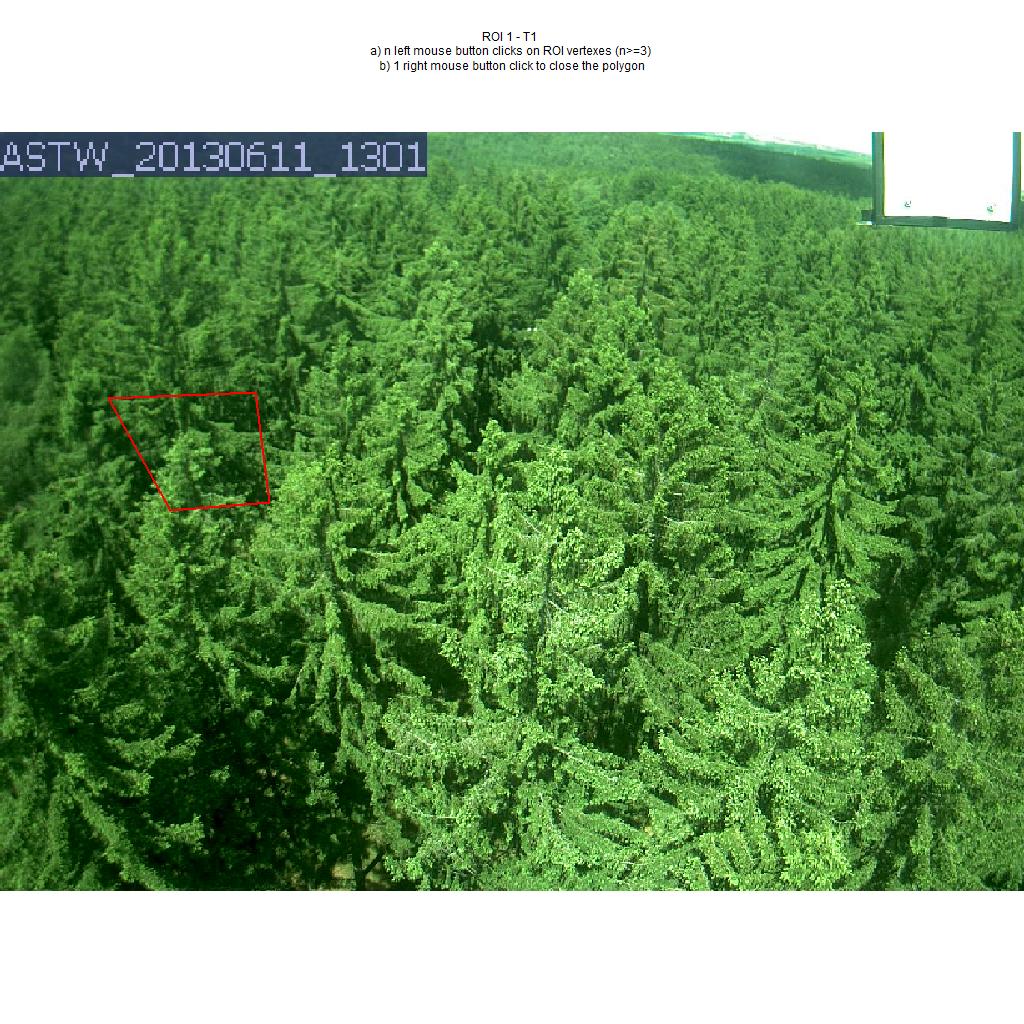 ROI 1 - T1
a) n left mouse button clicks on ROI vertexes (n>=3)
b) 1 right mouse button click to close the polygon
ASTW_20130611_1301